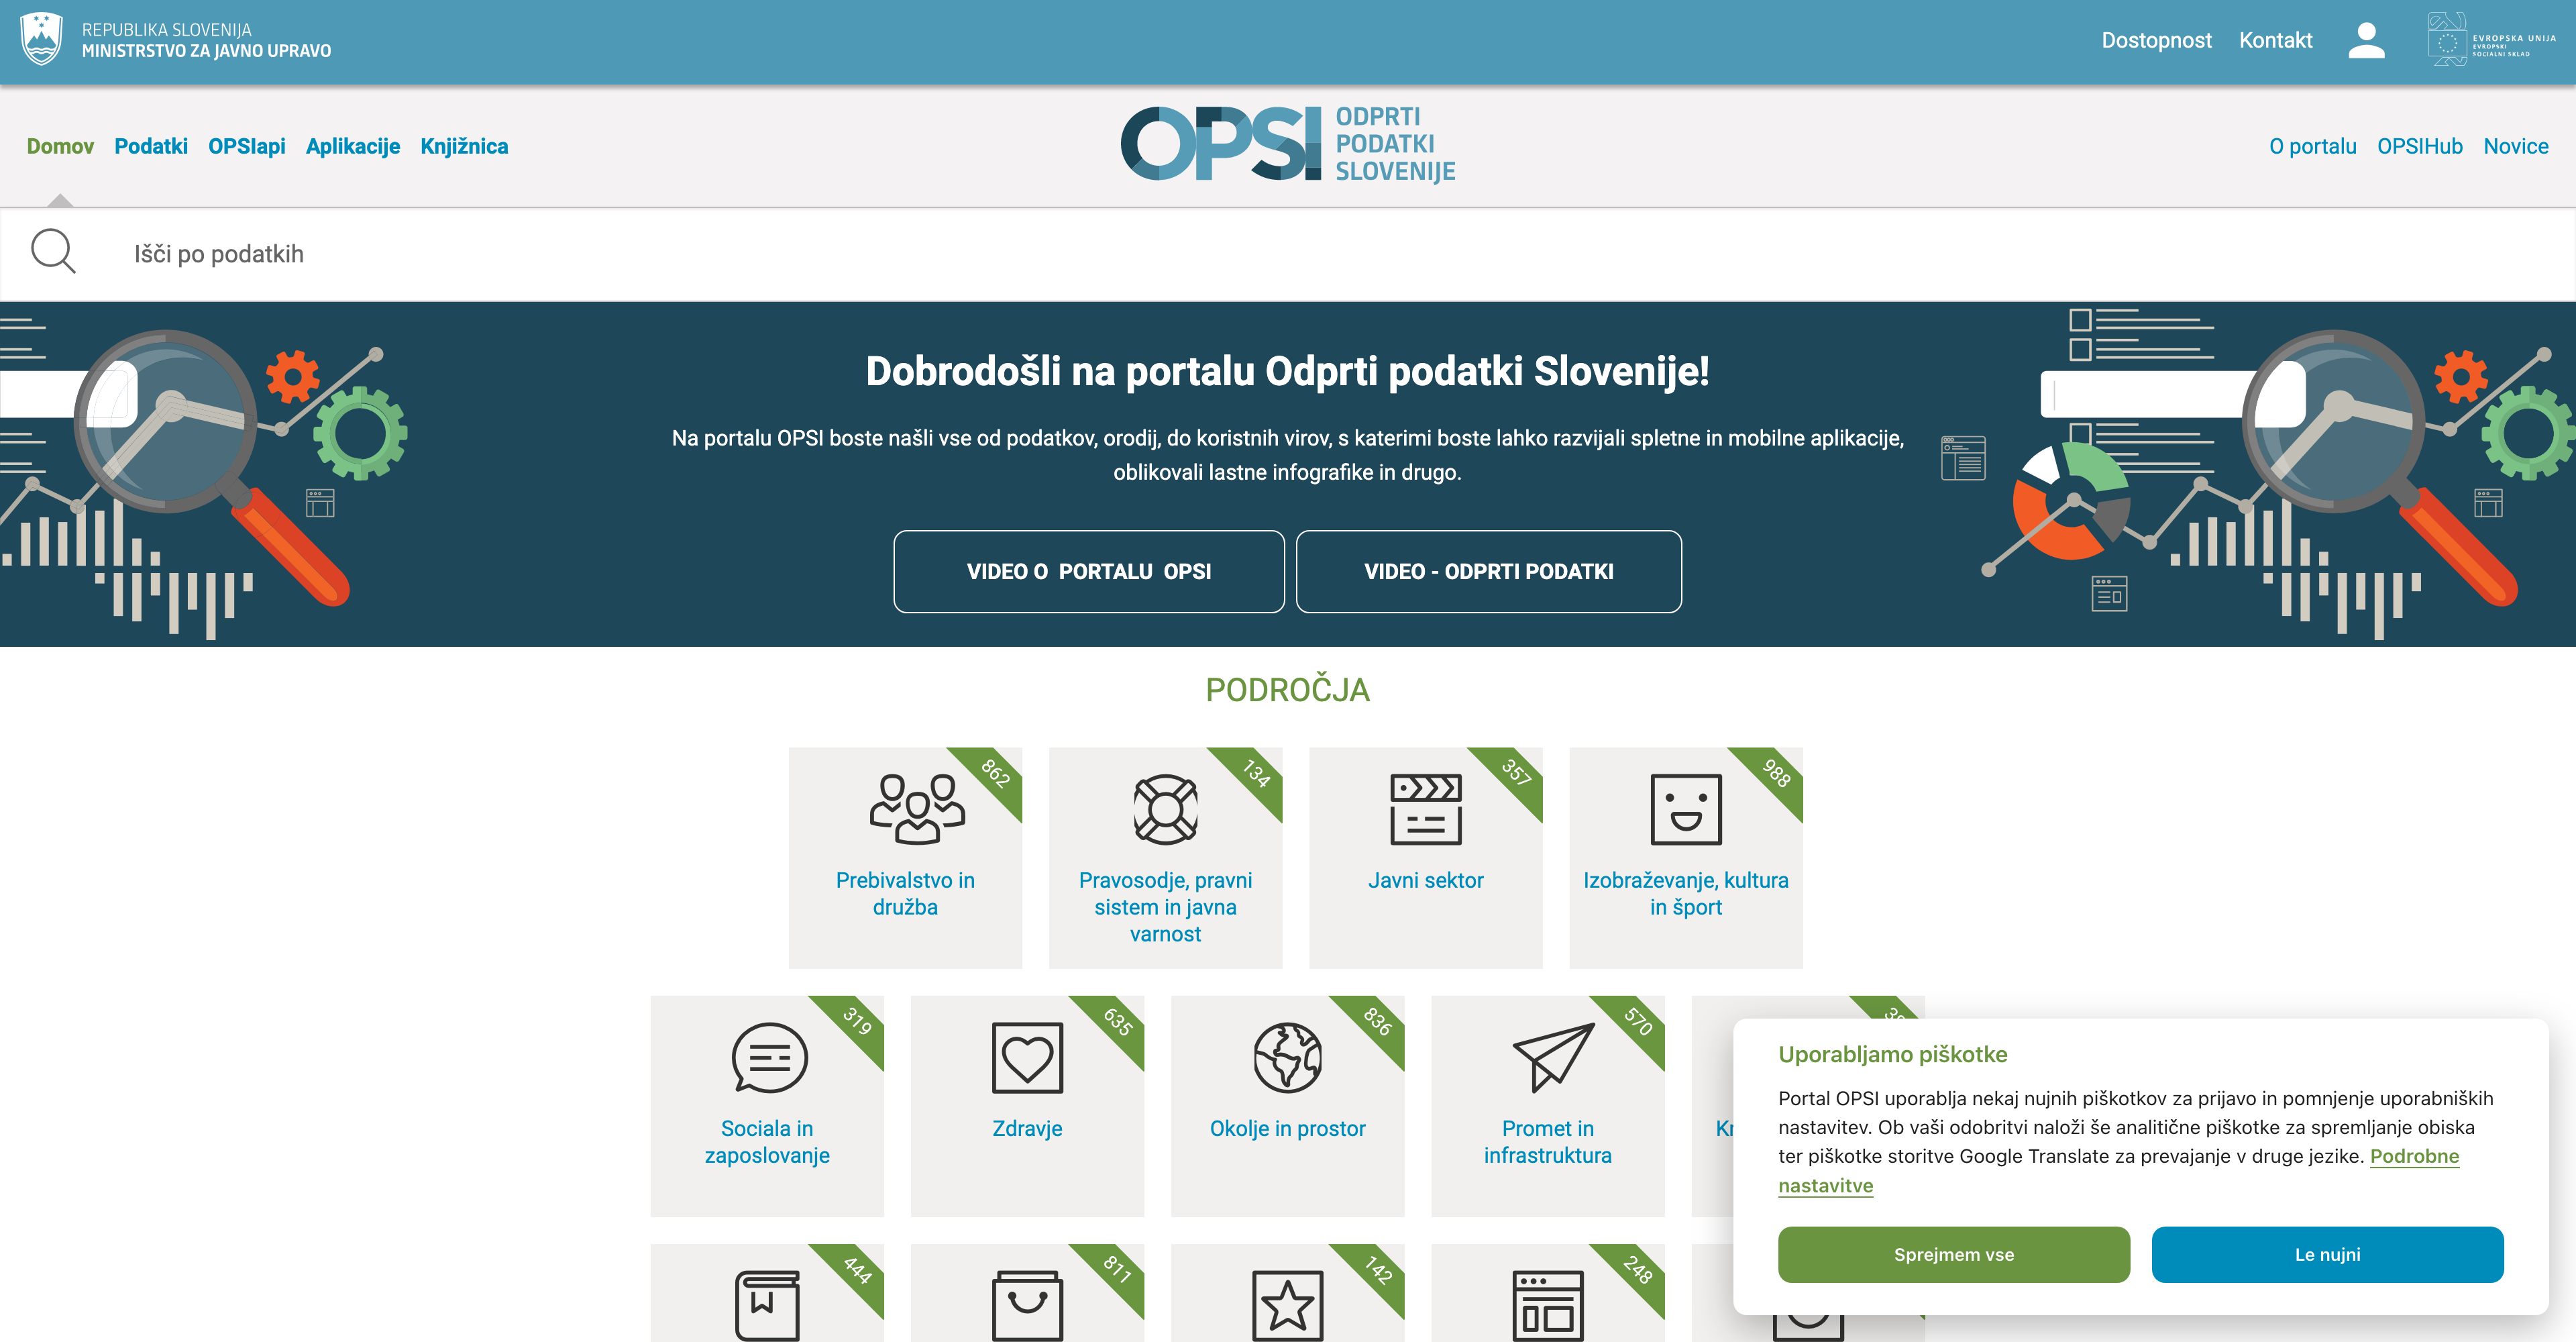 REPUBLIKA SLOVENIJA
MINISTRSTVO ZA JAVNO UPRAVO
Dostopnost Kontakt
EVROPSKA UNIJA
EVROPSKI
SOCIALNI SKLAD
Domov Podatki OPSIapi Aplikacije Knjižnica
OPSI
ODPRTI
PODATKI
SLOVENIJE
O portalu OPSIHub Novice
Išči po podatkih
Dobrodošli na portalu Odprti podatki Slovenije!
Na portalu OPSI boste našli vse od podatkov, orodij, do koristnih virov, s katerimi boste lahko razvijali spletne in mobilne aplikacije,
oblikovali lastne infografike in drugo.
VIDEO O PORTALU OPSI
VIDEO - ODPRTI PODATKI
PODROČJA
862
Prebivalstvo in
družba
134
Pravosodje, pravni
sistem in javna
varnost
357
Javni sektor
988
Izobraževanje, kultura
in šport
319
Sociala in
zaposlovanje
635
Zdravje
836
Okolje in prostor
570
Promet in
infrastruktura
444
811
142
248
Uporabljamo piškotke
Portal OPSI uporablja nekaj nujnih piškotkov za prijavo in pomnjenje uporabniških
nastavitev. Ob vaši odobritvi naloži še analitične piškotke za spremljanje obiska
ter piškotke storitve Google Translate za prevajanje v druge jezike. Podrobne
nastavitve
Sprejmem vse
Le nujni